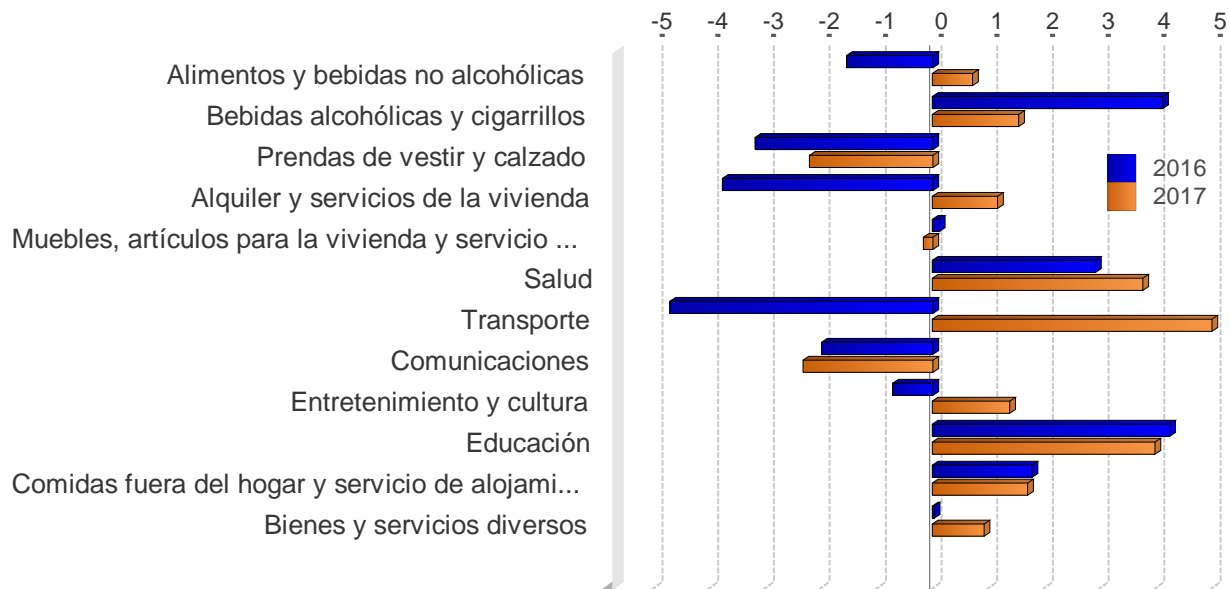 -5 -4 -3 -2 -1 0 1 2 3 4 5
Alimentos y bebidas no alcohólicas
Bebidas alcohólicas y cigarrillos
Prendas de vestir y calzado
2016
Alquiler y servicios de la vivienda
2017
Muebles, artículos para la vivienda y servicio ...
Salud
Transporte
Comunicaciones
Entretenimiento y cultura
Educación
Comidas fuera del hogar y servicio de alojami...
Bienes y servicios diversos